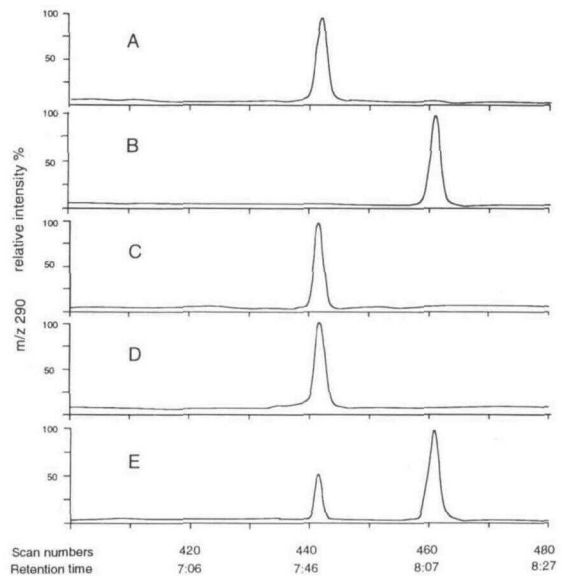 100
50
A
100
50
B
100
50
C
100
50
D
100
50
E
m/z 290 relative intensity %
Scan numbers 420 440 460 480
Retention time 7:06 7:46 8:07 8:27